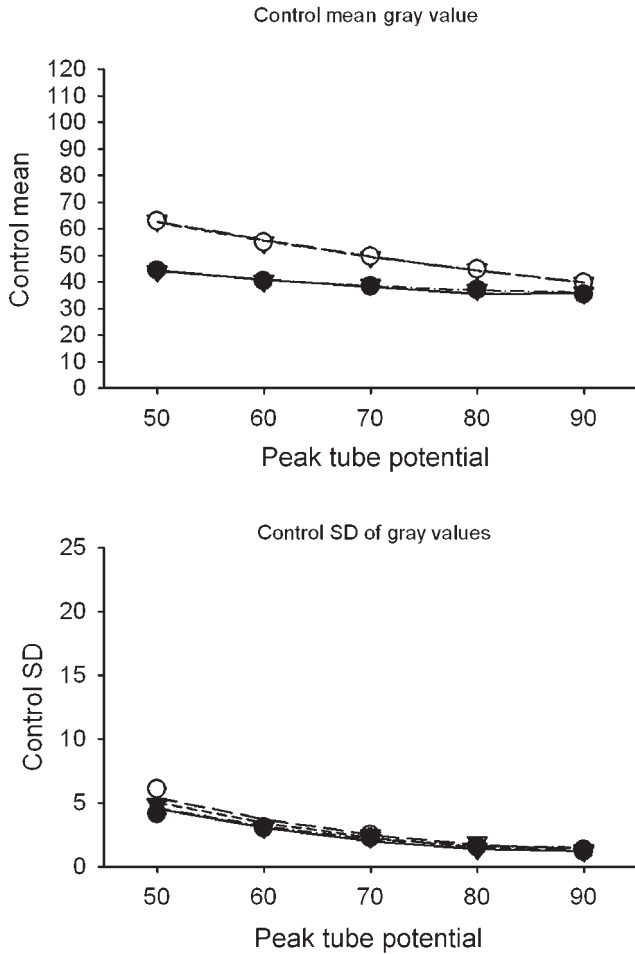 Control mean gray value
120
110
100
90
80
70
60
50
40
30
20
10
0
Control mean
50 60 70 80 90
Peak tube potential
Control SD of gray values
25
20
15
10
5
0
Control SD
50 60 70 80 90
Peak tube potential